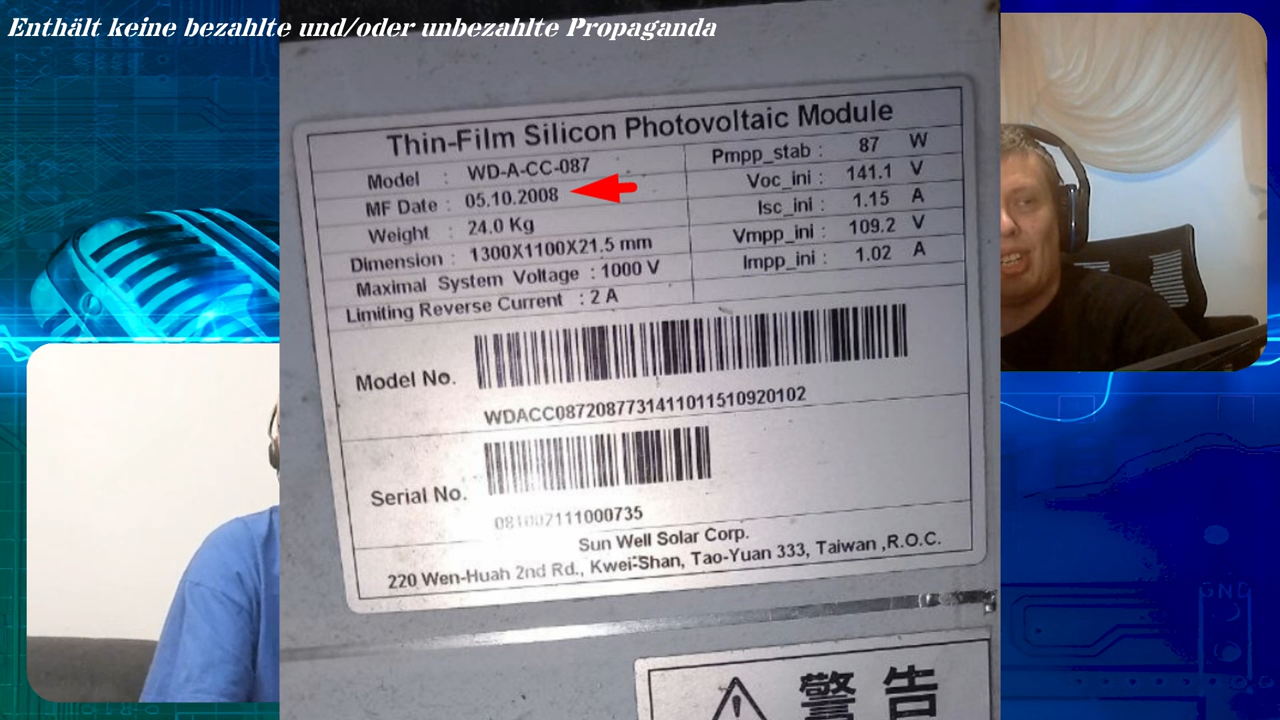 Enthält keine bezahlte und/oder unbezahlte Propaganda
Thin-Film Silicon Photovoltaic Module
Model : WD-A-CC-087
MF Date : 05.10.2008
Weight : 24.0 Kg
Dimension : 1300X1100X21.5 mm
Maximal System Voltage : 1000 V
Limiting Reverse Current : 2 A
Pmpp_stab : 87 W
Voc_ini : 141.1 V
Isc_ini : 1.15 A
Vmpp_ini : 109.2 V
Impp_ini : 1.02 A
Model No.
WDACC0872087731411011510920102
Serial No.
081002111000735
Sun Well Solar Corp.
220 Wen-Huah 2nd Rd., Kwei-Shan, Tao-Yuan 333, Taiwan ,R.O.C.
警告
GND